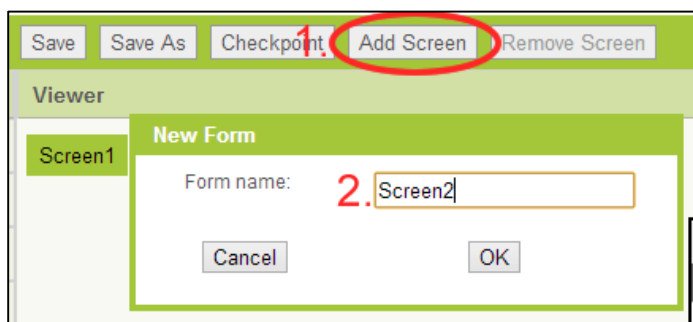 Save Save As Checkpoint 1. Add Screen Remove Screen
Viewer
Screen1
New Form
Form name: 2. Screen2
Cancel OK